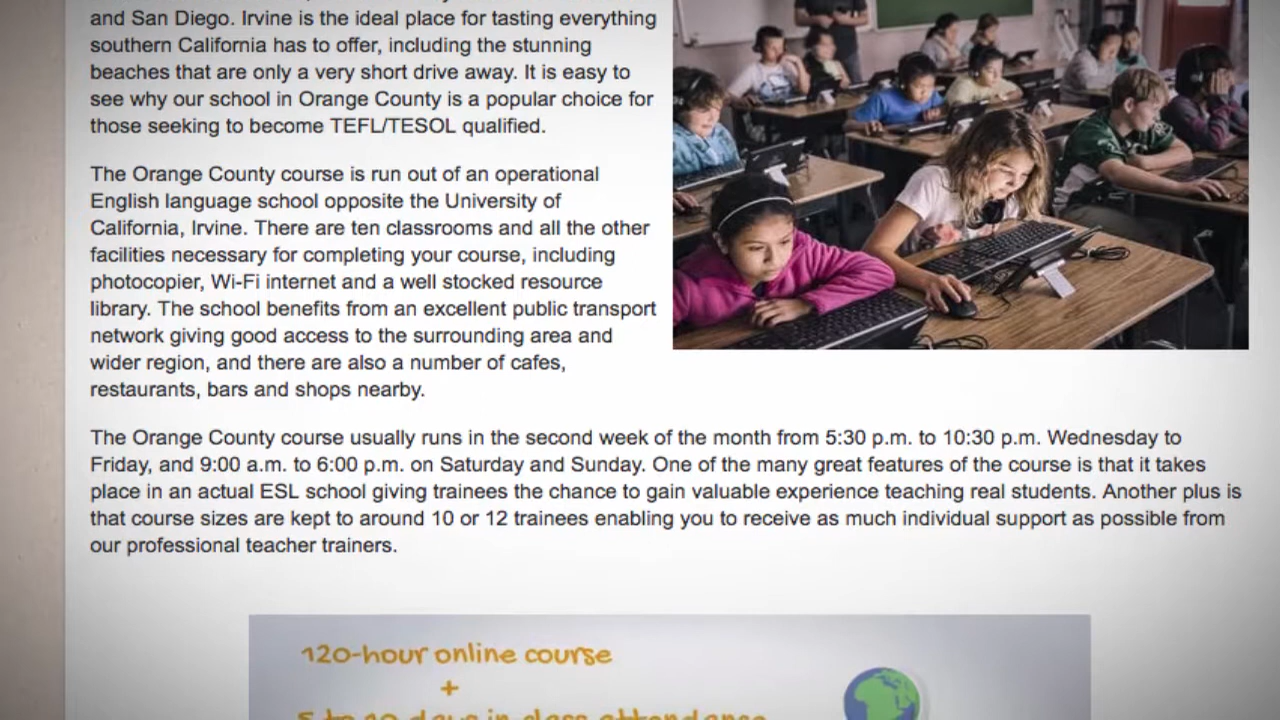 and San Diego. Irvine is the ideal place for tasting everything
southern California has to offer, including the stunning
beaches that are only a very short drive away. It is easy to
see why our school in Orange County is a popular choice for
those seeking to become TEFL/TESOL qualified.
The Orange County course is run out of an operational
English language school opposite the University of
California, Irvine. There are ten classrooms and all the other
facilities necessary for completing your course, including
photocopier, Wi-Fi internet and a well stocked resource
library. The school benefits from an excellent public transport
network giving good access to the surrounding area and
wider region, and there are also a number of cafes,
restaurants, bars and shops nearby.
The Orange County course usually runs in the second week of the month from 5:30 p.m. to 10:30 p.m. Wednesday to
Friday, and 9:00 a.m. to 6:00 p.m. on Saturday and Sunday. One of the many great features of the course is that it takes
place in an actual ESL school giving trainees the chance to gain valuable experience teaching real students. Another plus is
that course sizes are kept to around 10 or 12 trainees enabling you to receive as much individual support as possible from
our professional teacher trainers.
120-hour online course
+
in class attendance